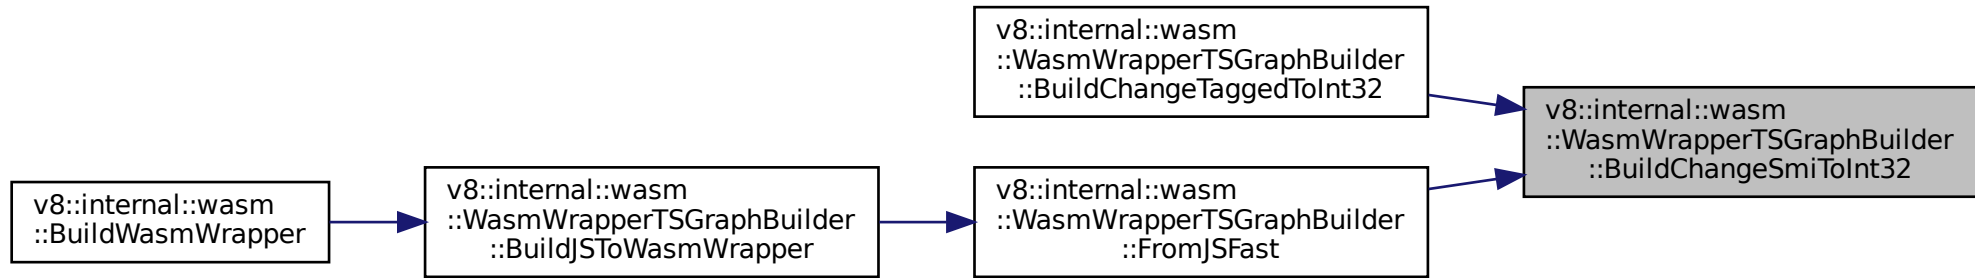 v8::internal::wasm
::WasmWrapperTSGraphBuilder
::BuildChangeTaggedToInt32
v8::internal::wasm
::WasmWrapperTSGraphBuilder
::BuildChangeSmiToInt32
v8::internal::wasm
::BuildWasmWrapper
v8::internal::wasm
::WasmWrapperTSGraphBuilder
::BuildJSToWasmWrapper
v8::internal::wasm
::WasmWrapperTSGraphBuilder
::FromJSFast